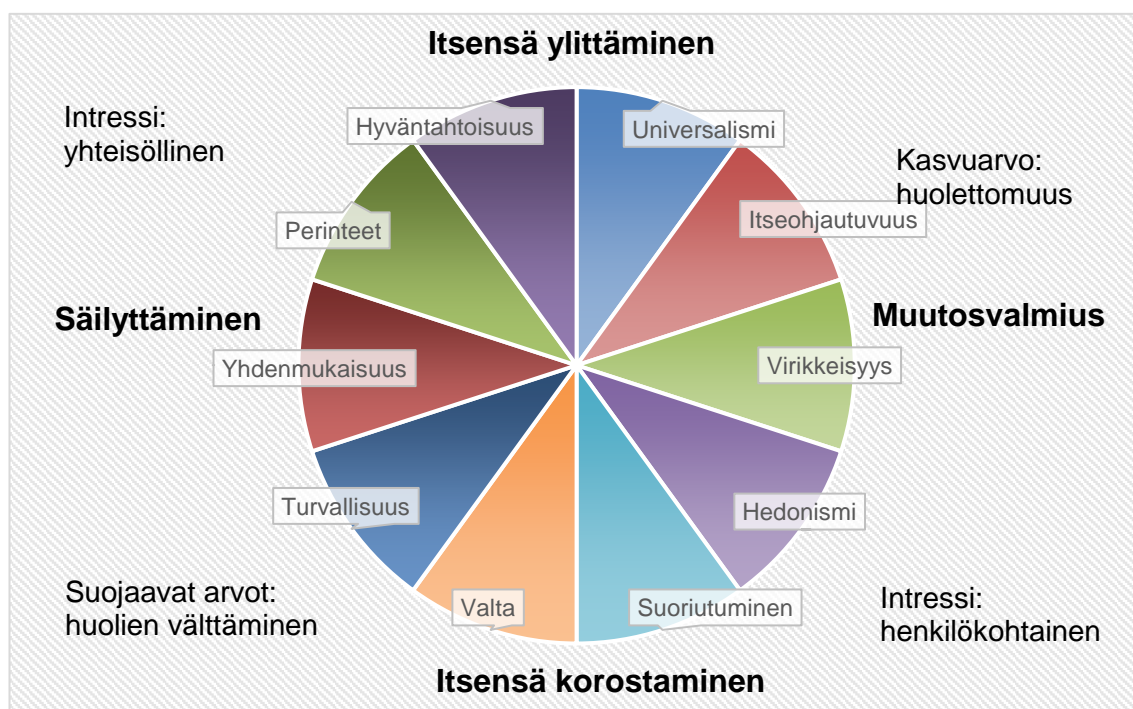 Itsensä ylittäminen
Intressi:
yhteisöllinen
Hyväntahtoisuus
Universalismi
Kasvuarvo:
huolettomuus
Perinteet
Itseohjautuvuus
Säilyttäminen
Muutosvalmius
Yhdenmukaisuus
Virikkeisyys
Turvallisuus
Hedonismi
Suojaavat arvot:
huolien välttäminen
Valta
Suoriutuminen
Intressi:
henkilökohtainen
Itsensä korostaminen